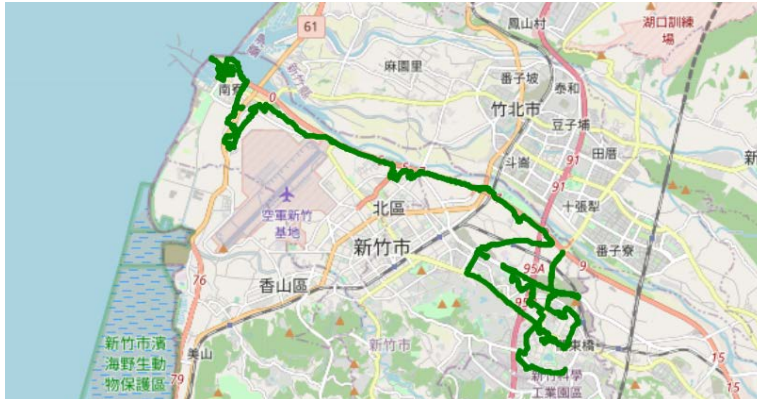 鳳山村
湖口訓練
場
61
麻園里
番子坡
泰和
南寮
竹北市
豆子埔
斗崙
田厝
91
91
新
空軍新竹
基地
北區
十張犁
新竹市
番子寮
9
95A
76
香山區
95
新竹市濱
海野生動
物保護區
美山
新竹市
東橋
15
15
79
新竹科學
工業園區